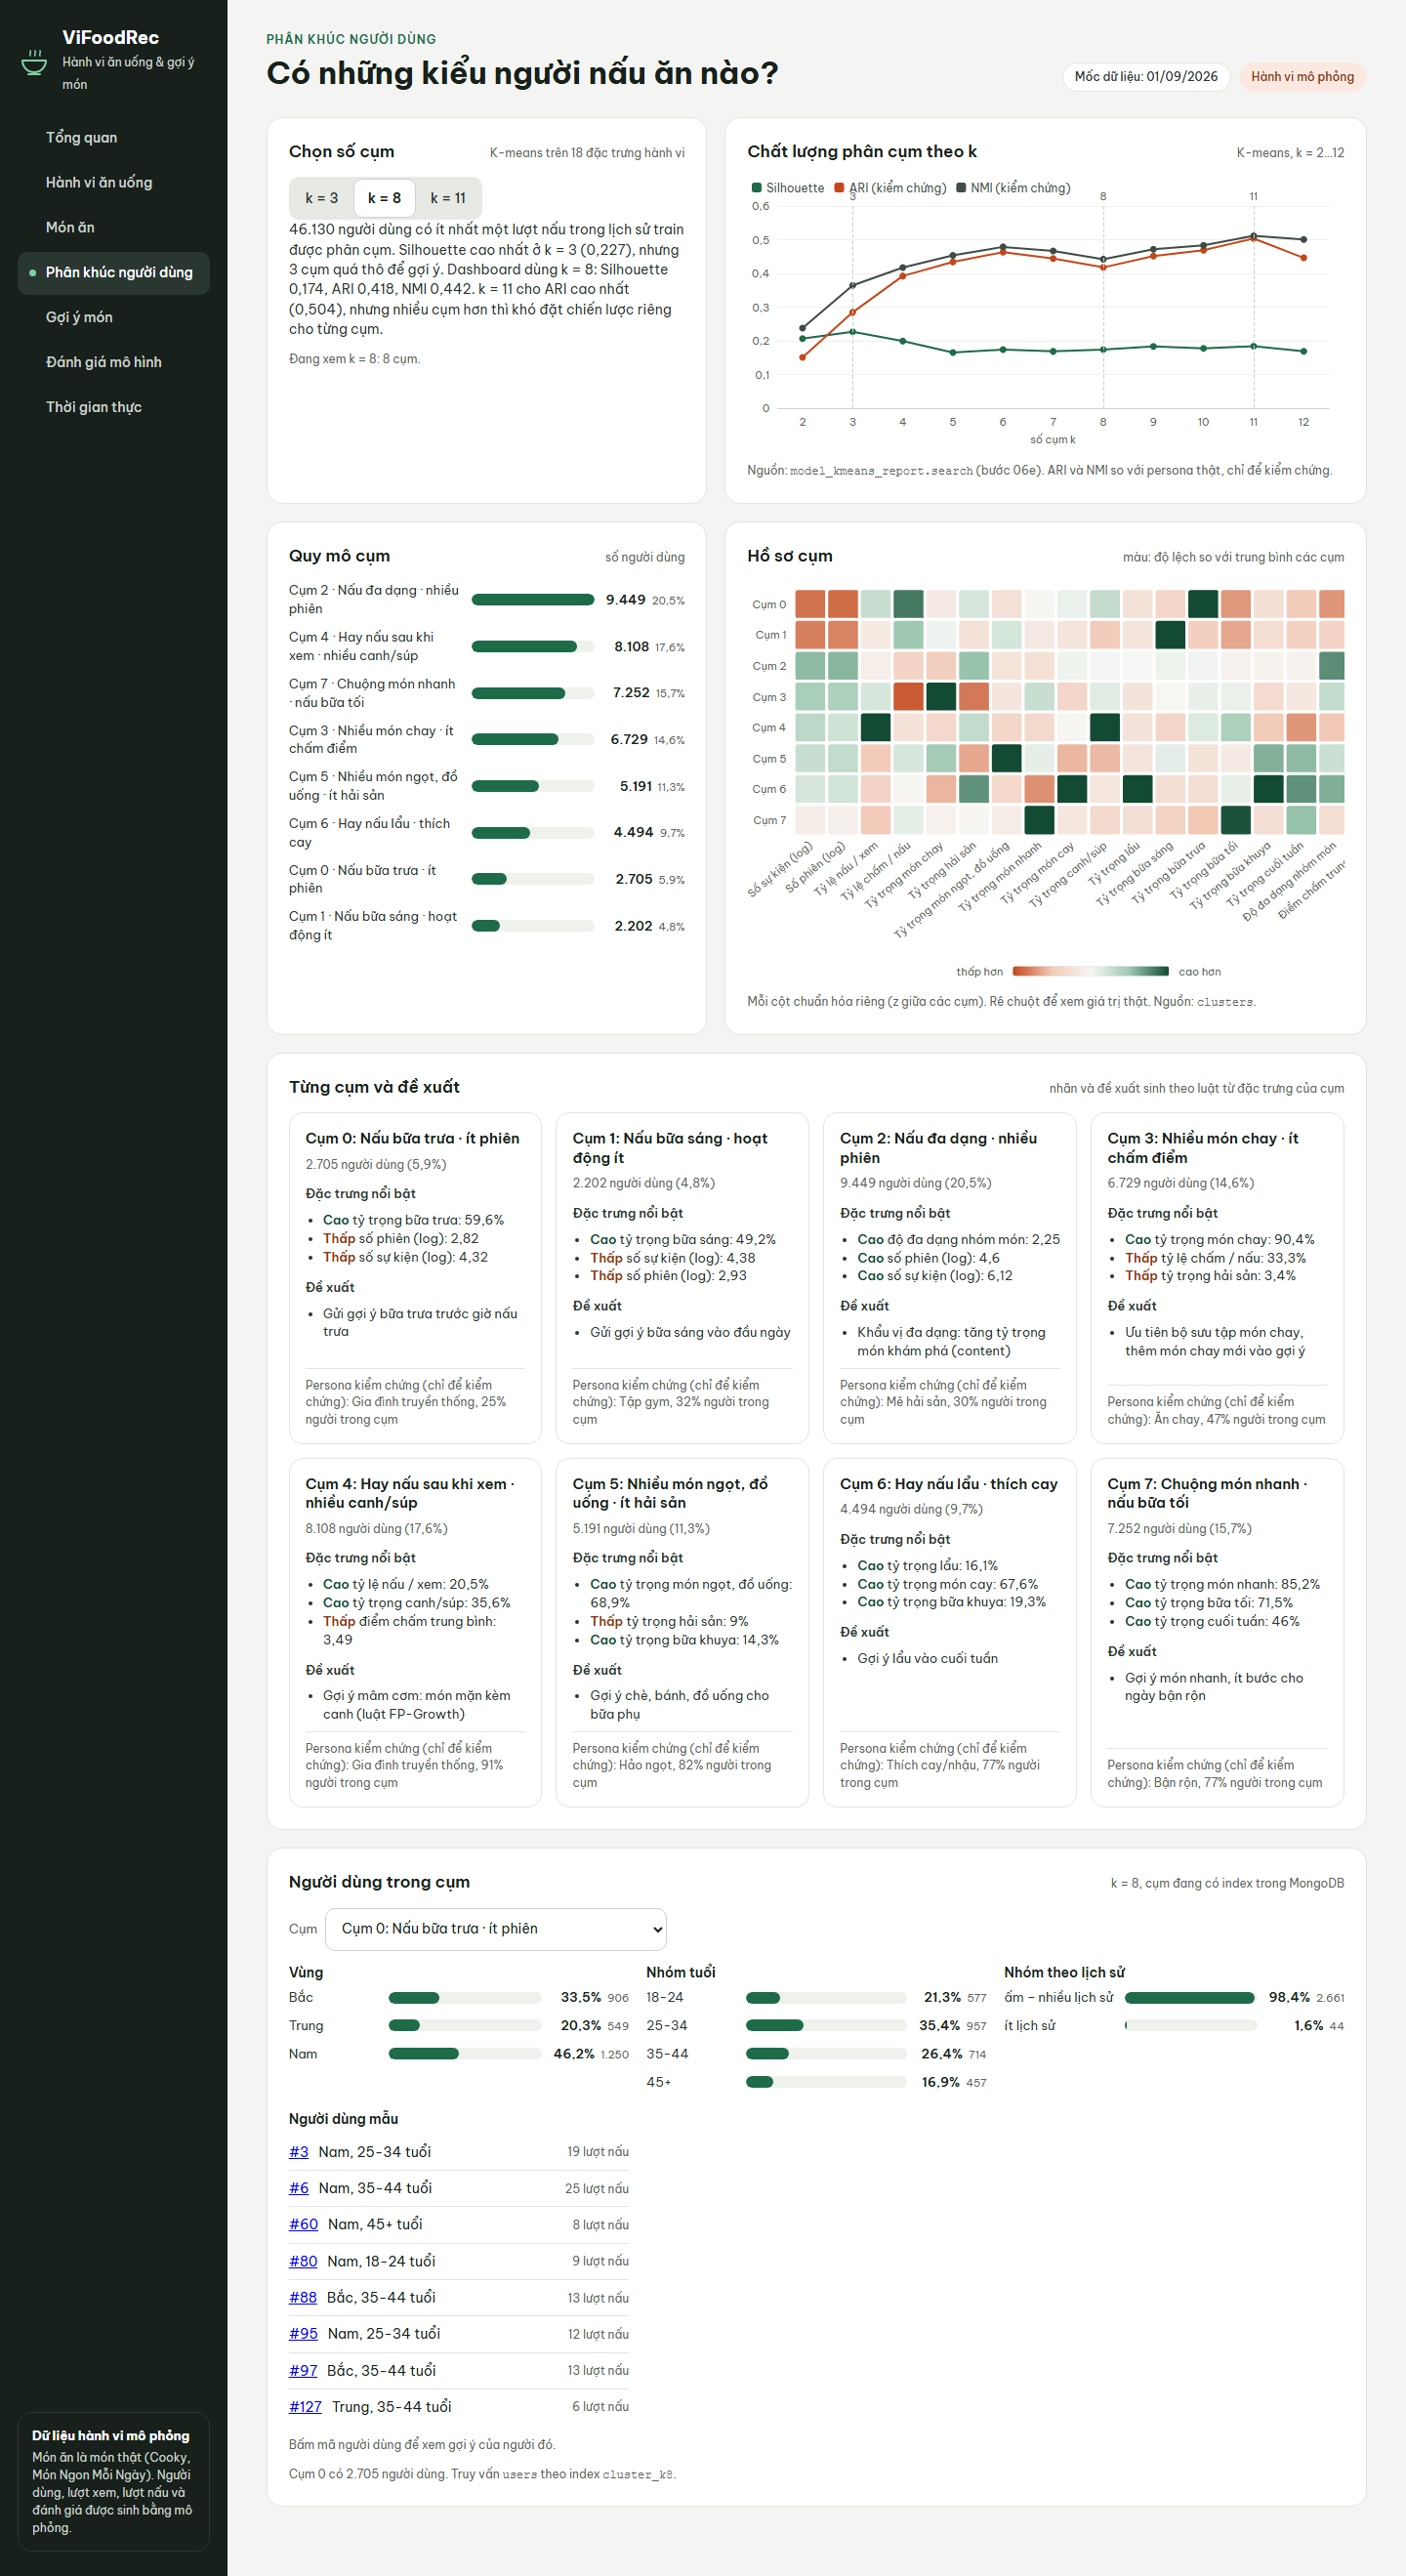 ViFoodRec
Hành vi ăn uống & gợi ý
món
Tổng quan
Hành vi ăn uống
Món ăn
Phân khúc người dùng
Gợi ý món
Đánh giá mô hình
Thời gian thực
Dữ liệu hành vi mô phỏng
Món ăn là món thật (Cooky,
Món Ngon Mỗi Ngày). Người
dùng, lượt xem, lượt nấu và
đánh giá được sinh bằng mô
phỏng.
PHÂN KHÚC NGƯỜI DÙNG
Có những kiểu người nấu ăn nào?
Mốc dữ liệu: 01/09/2026
Hành vi mô phỏng
Chọn số cụm
K-means trên 18 đặc trưng hành vi
k = 3 k = 8 k = 11
46.130 người dùng có ít nhất một lượt nấu trong lịch sử train
được phân cụm. Silhouette cao nhất ở k = 3 (0,227), nhưng
3 cụm quá thô để gợi ý. Dashboard dùng k = 8: Silhouette
0,174, ARI 0,418, NMI 0,442. k = 11 cho ARI cao nhất
(0,504), nhưng nhiều cụm hơn thì khó đặt chiến lược riêng
cho từng cụm.
Đang xem k = 8: 8 cụm.
Chất lượng phân cụm theo k
K-means, k = 2…12
Silhouette ARI (kiểm chứng) NMI (kiểm chứng)
3 8 11
0,6
0,5
0,4
0,3
0,2
0,1
0
2 3 4 5 6 7 8 9 10 11 12
số cụm k
Nguồn: model_kmeans_report.search (bước 06e). ARI và NMI so với persona thật, chỉ để kiểm chứng.
Quy mô cụm
số người dùng
Cụm 2 · Nấu đa dạng · nhiều
phiên
9.449 20,5%
Cụm 4 · Hay nấu sau khi
xem · nhiều canh/súp
8.108 17,6%
Cụm 7 · Chuộng món nhanh
· nấu bữa tối
7.252 15,7%
Cụm 3 · Nhiều món chay · ít
chấm điểm
6.729 14,6%
Cụm 5 · Nhiều món ngọt, đồ
uống · ít hải sản
5.191 11,3%
Cụm 6 · Hay nấu lẩu · thích
cay
4.494 9,7%
Cụm 0 · Nấu bữa trưa · ít
phiên
2.705 5,9%
Cụm 1 · Nấu bữa sáng · hoạt
động ít
2.202 4,8%
Hồ sơ cụm
màu: độ lệch so với trung bình các cụm
Cụm 0
Cụm 1
Cụm 2
Cụm 3
Cụm 4
Cụm 5
Cụm 6
Cụm 7
Số sự kiện (log)
Số phiên (log)
Tỷ lệ nấu / xem
Tỷ lệ chấm / nấu
Tỷ trọng món chay
Tỷ trọng hải sản
Tỷ trọng món ngọt, đồ uống
Tỷ trọng món nhanh
Tỷ trọng món cay
Tỷ trọng canh/súp
Tỷ trọng lẩu
Tỷ trọng bữa sáng
Tỷ trọng bữa trưa
Tỷ trọng bữa tối
Tỷ trọng bữa khuya
Tỷ trọng cuối tuần
Độ đa dạng nhóm món
Điểm chấm trun
thấp hơn cao hơn
Mỗi cột chuẩn hóa riêng (z giữa các cụm). Rê chuột để xem giá trị thật. Nguồn: clusters.
Từng cụm và đề xuất
nhãn và đề xuất sinh theo luật từ đặc trưng của cụm
Cụm 0: Nấu bữa trưa · ít phiên
2.705 người dùng (5,9%)
Đặc trưng nổi bật
• Cao tỷ trọng bữa trưa: 59,6%
• Thấp số phiên (log): 2,82
• Thấp số sự kiện (log): 4,32
Đề xuất
• Gửi gợi ý bữa trưa trước giờ nấu
trưa
Persona kiểm chứng (chỉ để kiểm
chứng): Gia đình truyền thống, 25%
người trong cụm
Cụm 1: Nấu bữa sáng · hoạt
động ít
2.202 người dùng (4,8%)
Đặc trưng nổi bật
• Cao tỷ trọng bữa sáng: 49,2%
• Thấp số sự kiện (log): 4,38
• Thấp số phiên (log): 2,93
Đề xuất
• Gửi gợi ý bữa sáng vào đầu ngày
Persona kiểm chứng (chỉ để kiểm
chứng): Tập gym, 32% người trong
cụm
Cụm 2: Nấu đa dạng · nhiều
phiên
9.449 người dùng (20,5%)
Đặc trưng nổi bật
• Cao độ đa dạng nhóm món: 2,25
• Cao số phiên (log): 4,6
• Cao số sự kiện (log): 6,12
Đề xuất
• Khẩu vị đa dạng: tăng tỷ trọng
món khám phá (content)
Persona kiểm chứng (chỉ để kiểm
chứng): Mê hải sản, 30% người trong
cụm
Cụm 3: Nhiều món chay · ít
chấm điểm
6.729 người dùng (14,6%)
Đặc trưng nổi bật
• Cao tỷ trọng món chay: 90,4%
• Thấp tỷ lệ chấm / nấu: 33,3%
• Thấp tỷ trọng hải sản: 3,4%
Đề xuất
• Ưu tiên bộ sưu tập món chay,
thêm món chay mới vào gợi ý
Persona kiểm chứng (chỉ để kiểm
chứng): Ăn chay, 47% người trong cụm
Cụm 4: Hay nấu sau khi xem ·
nhiều canh/súp
8.108 người dùng (17,6%)
Đặc trưng nổi bật
• Cao tỷ lệ nấu / xem: 20,5%
• Cao tỷ trọng canh/súp: 35,6%
• Thấp điểm chấm trung bình:
3,49
Đề xuất
• Gợi ý mâm cơm: món mặn kèm
canh (luật FP-Growth)
Persona kiểm chứng (chỉ để kiểm
chứng): Gia đình truyền thống, 91%
người trong cụm
Cụm 5: Nhiều món ngọt, đồ
uống · ít hải sản
5.191 người dùng (11,3%)
Đặc trưng nổi bật
• Cao tỷ trọng món ngọt, đồ uống:
68,9%
• Thấp tỷ trọng hải sản: 9%
• Cao tỷ trọng bữa khuya: 14,3%
Đề xuất
• Gợi ý chè, bánh, đồ uống cho
bữa phụ
Persona kiểm chứng (chỉ để kiểm
chứng): Hảo ngọt, 82% người trong
cụm
Cụm 6: Hay nấu lẩu · thích cay
4.494 người dùng (9,7%)
Đặc trưng nổi bật
• Cao tỷ trọng lẩu: 16,1%
• Cao tỷ trọng món cay: 67,6%
• Cao tỷ trọng bữa khuya: 19,3%
Đề xuất
• Gợi ý lẩu vào cuối tuần
Persona kiểm chứng (chỉ để kiểm
chứng): Thích cay/nhậu, 77% người
trong cụm
Cụm 7: Chuộng món nhanh ·
nấu bữa tối
7.252 người dùng (15,7%)
Đặc trưng nổi bật
• Cao tỷ trọng món nhanh: 85,2%
• Cao tỷ trọng bữa tối: 71,5%
• Cao tỷ trọng cuối tuần: 46%
Đề xuất
• Gợi ý món nhanh, ít bước cho
ngày bận rộn
Persona kiểm chứng (chỉ để kiểm
chứng): Bận rộn, 77% người trong cụm
Người dùng trong cụm
k = 8, cụm đang có index trong MongoDB
Cụm Cụm 0: Nấu bữa trưa · ít phiên
Vùng
Bắc 33,5% 906
Trung 20,3% 549
Nam 46,2% 1.250
Nhóm tuổi
18-24 21,3% 577
25-34 35,4% 957
35-44 26,4% 714
45+ 16,9% 457
Nhóm theo lịch sử
ấm – nhiều lịch sử 98,4% 2.661
ít lịch sử 1,6% 44
Người dùng mẫu
#3 Nam, 25-34 tuổi 19 lượt nấu
#6 Nam, 35-44 tuổi 25 lượt nấu
#60 Nam, 45+ tuổi 8 lượt nấu
#80 Nam, 18-24 tuổi 9 lượt nấu
#88 Bắc, 35-44 tuổi 13 lượt nấu
#95 Nam, 25-34 tuổi 12 lượt nấu
#97 Bắc, 35-44 tuổi 13 lượt nấu
#127 Trung, 35-44 tuổi 6 lượt nấu
Bấm mã người dùng để xem gợi ý của người đó.
Cụm 0 có 2.705 người dùng. Truy vấn users theo index cluster_k8.